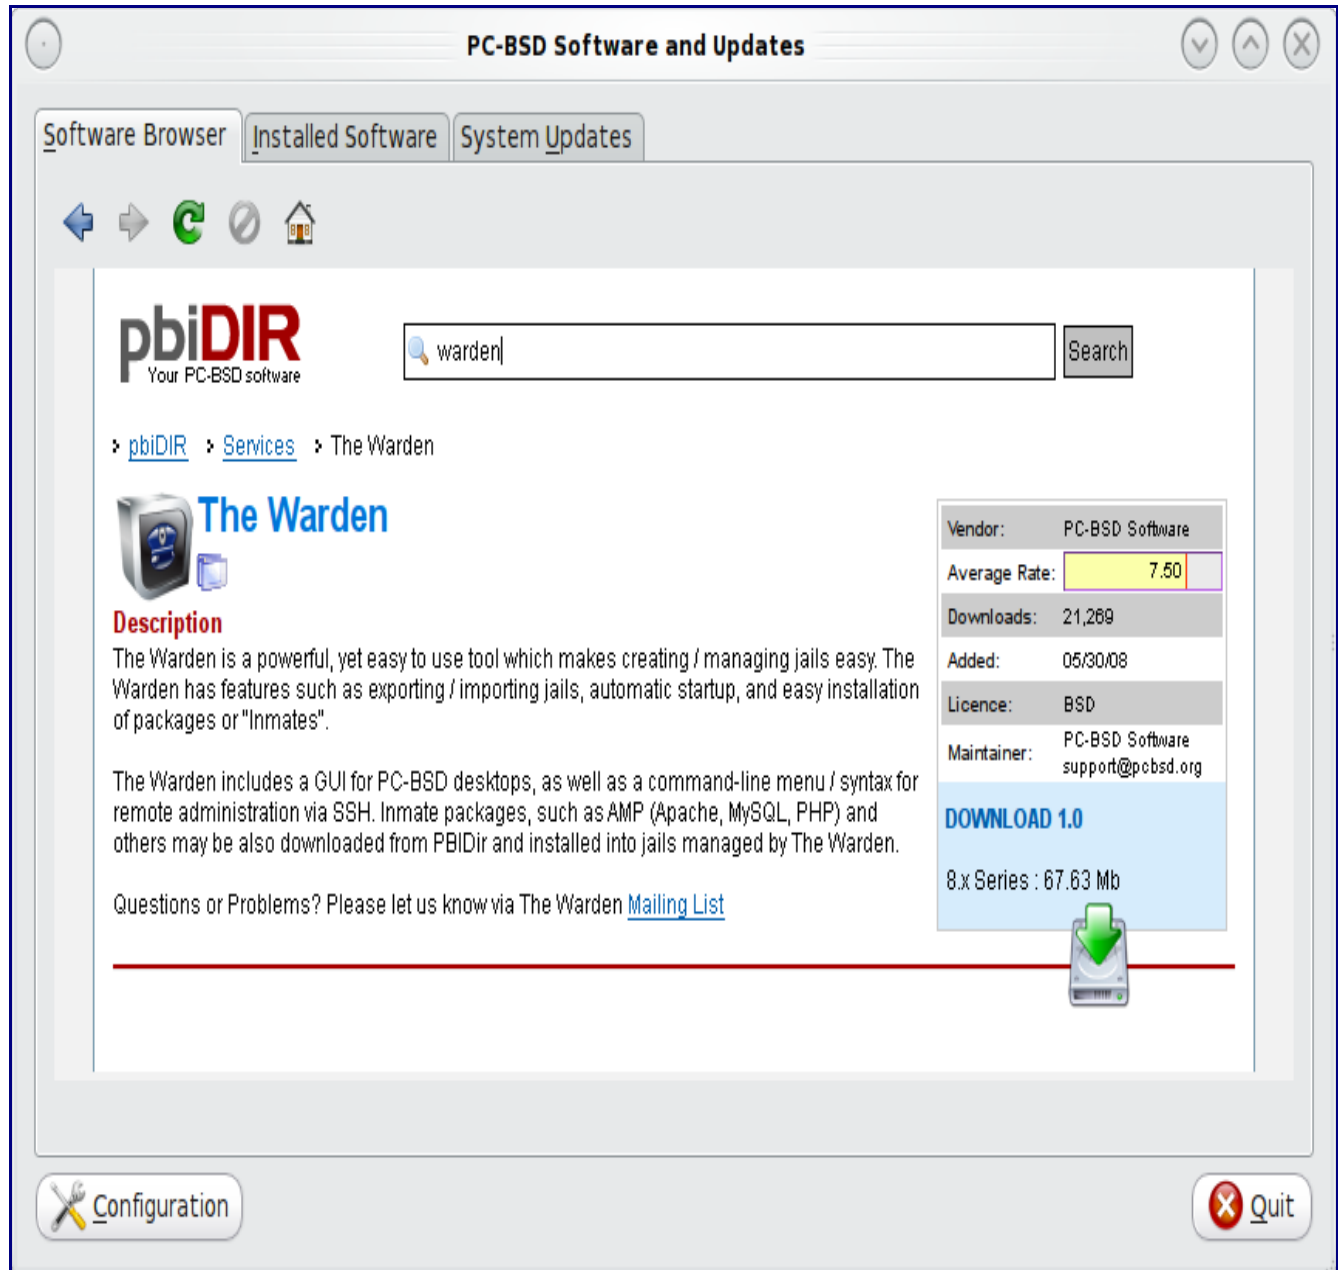 PC-BSD Software and Updates
Software Browser
Installed Software
System Updates
pbiDIR
Your PC-BSD software
warden
Search
pbiDIR
Services
The Warden
The Warden
Description
The Warden is a powerful, yet easy to use tool which makes creating / managing jails easy. The
Warden has features such as exporting / importing jails, automatic startup, and easy installation
of packages or "Inmates".
The Warden includes a GUI for PC-BSD desktops, as well as a command-line menu / syntax for
remote administration via SSH. Inmate packages, such as AMP (Apache, MySQL, PHP) and
others may be also downloaded from PBIDir and installed into jails managed by The Warden.
Questions or Problems? Please let us know via The Warden Mailing List
Vendor: PC-BSD Software
Average Rate: 7.50
Downloads: 21,269
Added: 05/30/08
Licence: BSD
Maintainer: PC-BSD Software
support@pcbsd.org
DOWNLOAD 1.0
8.x Series : 67.63 Mb
Configuration
Quit